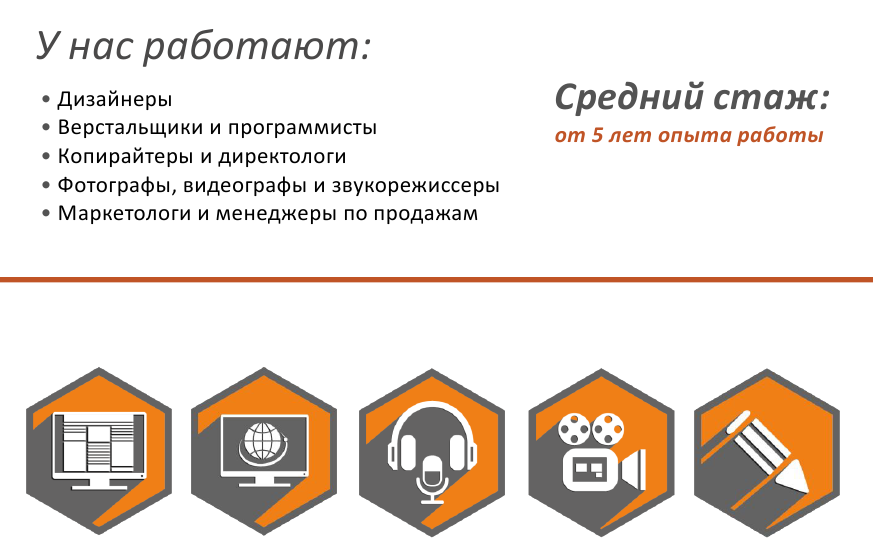 У нас работают:
• Дизайнеры
• Верстальщики и программисты
• Копирайтеры и директологи
• Фотографы, видеографы и звукорежиссеры
• Маркетологи и менеджеры по продажам
Средний стаж:
от 5 лет опыта работы